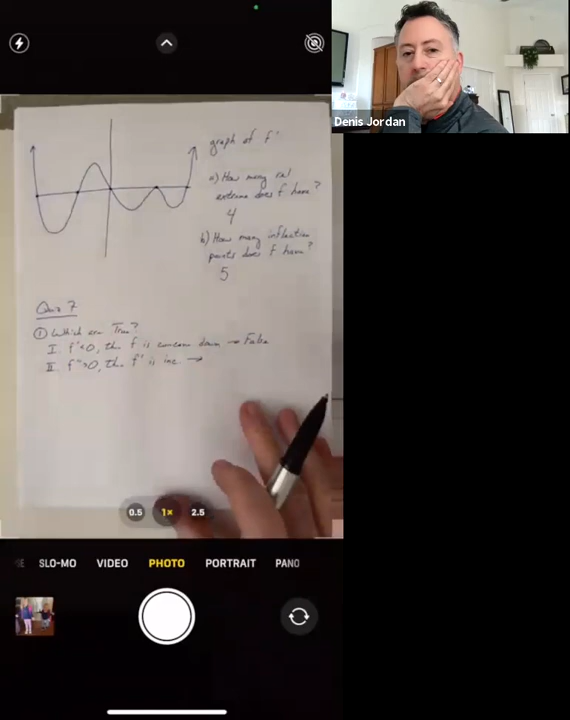 Denis Jordan
graph of f'
a) How many rel
extrema does f have?
4
b) How many inflection
points does f have?
5
Quiz 7
① Which are True?
I f'<0, then f is concave down → False
II f''>0, then f' is inc →
0.5 1× 2.5
SLO-MO VIDEO PHOTO PORTRAIT PANO